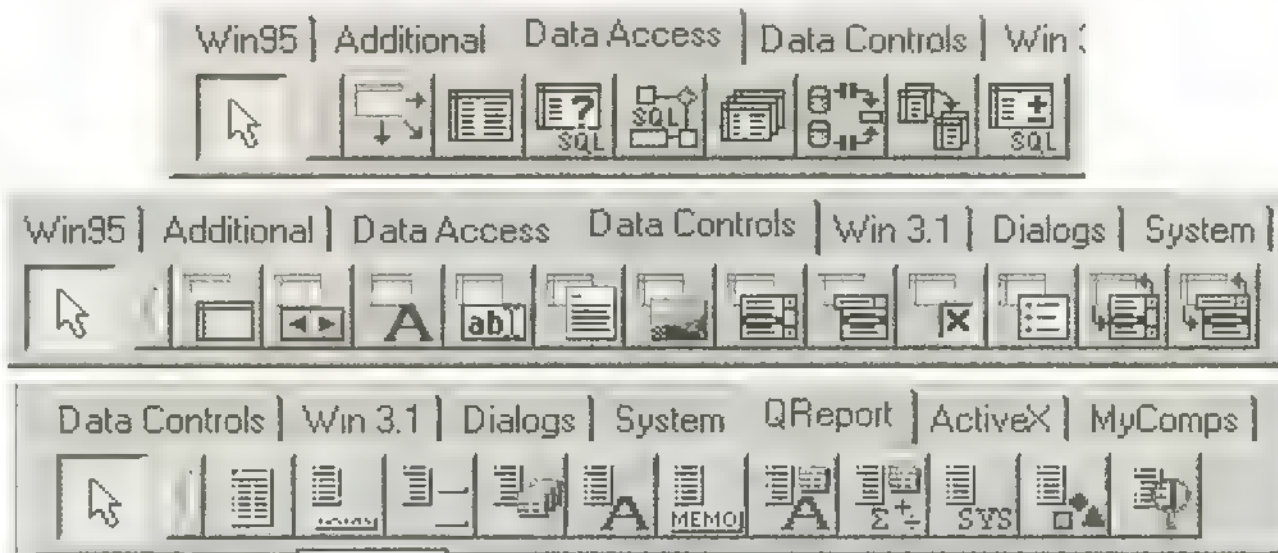 Win95 Additional Data Access Data Controls Win
? SQL SQL ± SQL
Win95 Additional Data Access Data Controls Win 3.1 Dialogs System
A ab
Data Controls Win 3.1 Dialogs System QReport ActiveX MyComps
A MEMO A Σ SYS